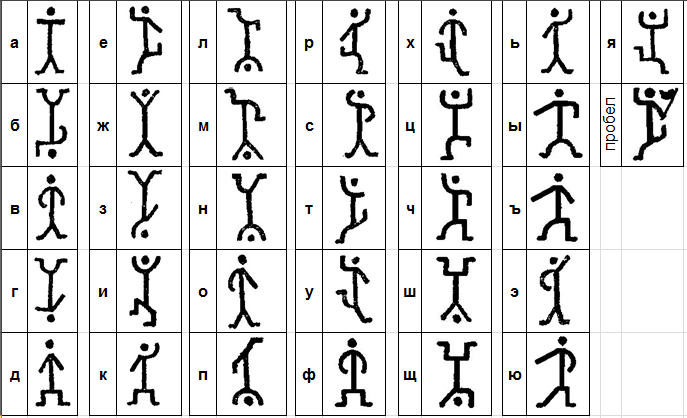 а е л р х ь я
б ж м с ц ы пробел
в з н т ч ъ
г и о у ш э
д к п ф щ ю